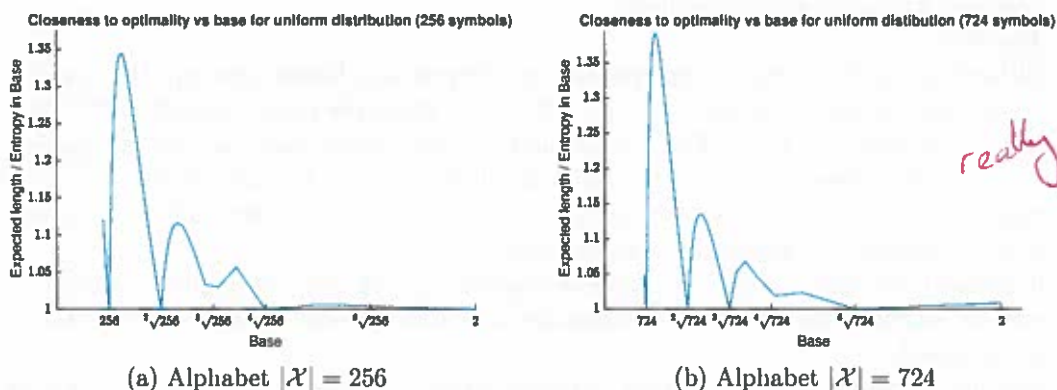 Closeness to optimality vs base for uniform distribution (256 symbols)
Expected length / Entropy in Base
1.35
1.3
1.25
1.2
1.15
1.1
1.05
1
256 ²√256 ³√256 ⁴√256 ⁸√256 2
Base
(a) Alphabet |𝒳| = 256
Closeness to optimality vs base for uniform distibution (724 symbols)
Expected length / Entropy in Base
1.35
1.3
1.25
1.2
1.15
1.1
1.05
1
724 ²√724 ³√724 ⁴√724 2
Base
(b) Alphabet |𝒳| = 724
really